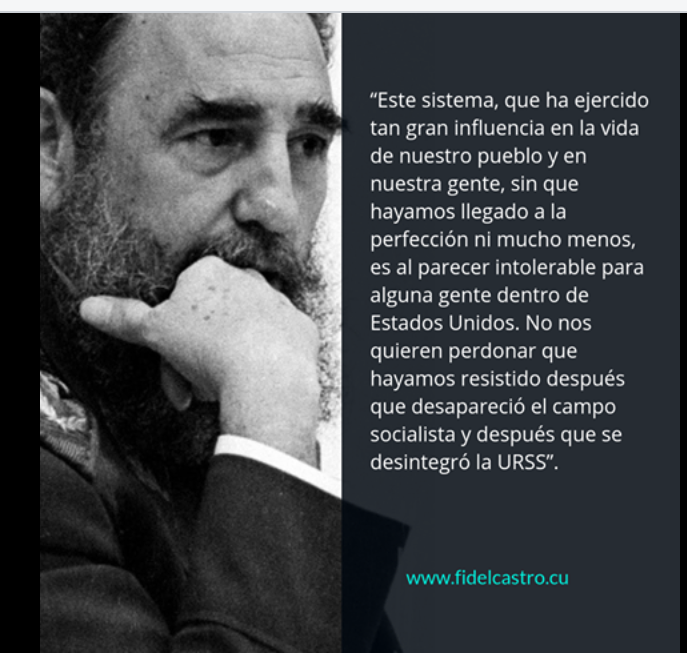 “Este sistema, que ha ejercido
tan gran influencia en la vida
de nuestro pueblo y en
nuestra gente, sin que
hayamos llegado a la
perfección ni mucho menos,
es al parecer intolerable para
alguna gente dentro de
Estados Unidos. No nos
quieren perdonar que
hayamos resistido después
que desapareció el campo
socialista y después que se
desintegró la URSS”.
www.fidelcastro.cu